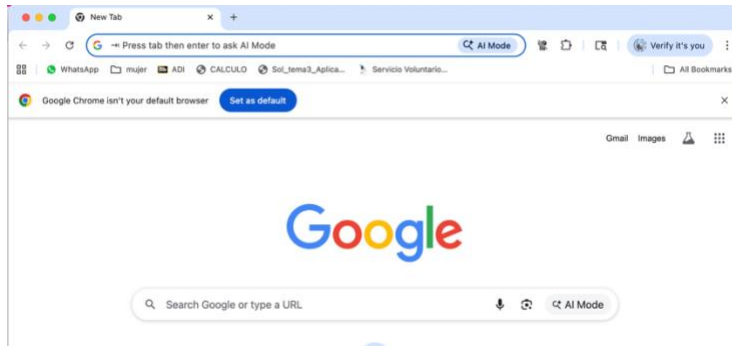 New Tab
Press tab then enter to ask AI Mode
AI Mode
Verify it's you
WhatsApp mujer ADI CALCULO Sol_tema3_Aplica... Servicio Voluntario...
All Bookmarks
Google Chrome isn't your default browser Set as default
Gmail Images
Google
Search Google or type a URL AI Mode